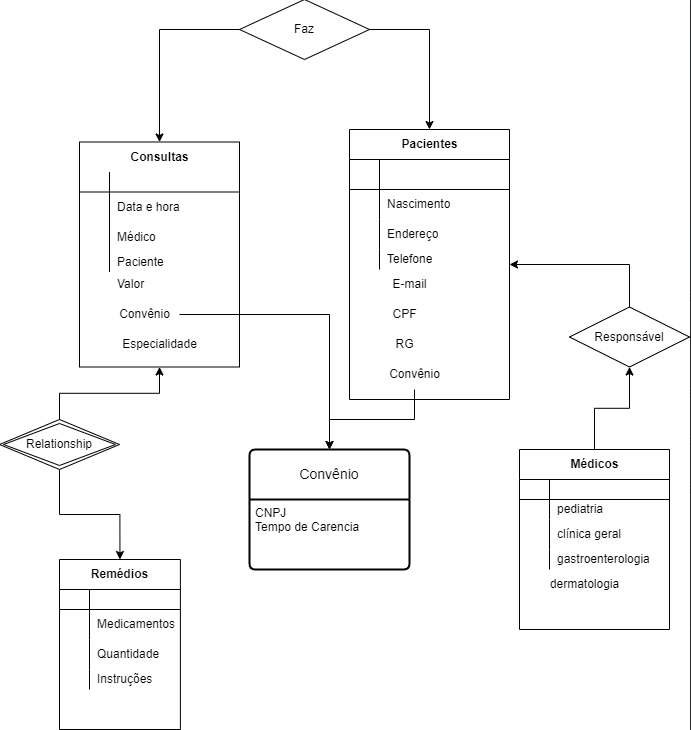 Faz
Consultas
Data e hora
Médico
Paciente
Valor
Convênio
Especialidade
Pacientes
Nascimento
Endereço
Telefone
E-mail
CPF
RG
Convênio
Responsável
Relationship
Convênio
CNPJ
Tempo de Carencia
Médicos
pediatria
clínica geral
gastroenterologia
dermatologia
Remédios
Medicamentos
Quantidade
Instruções